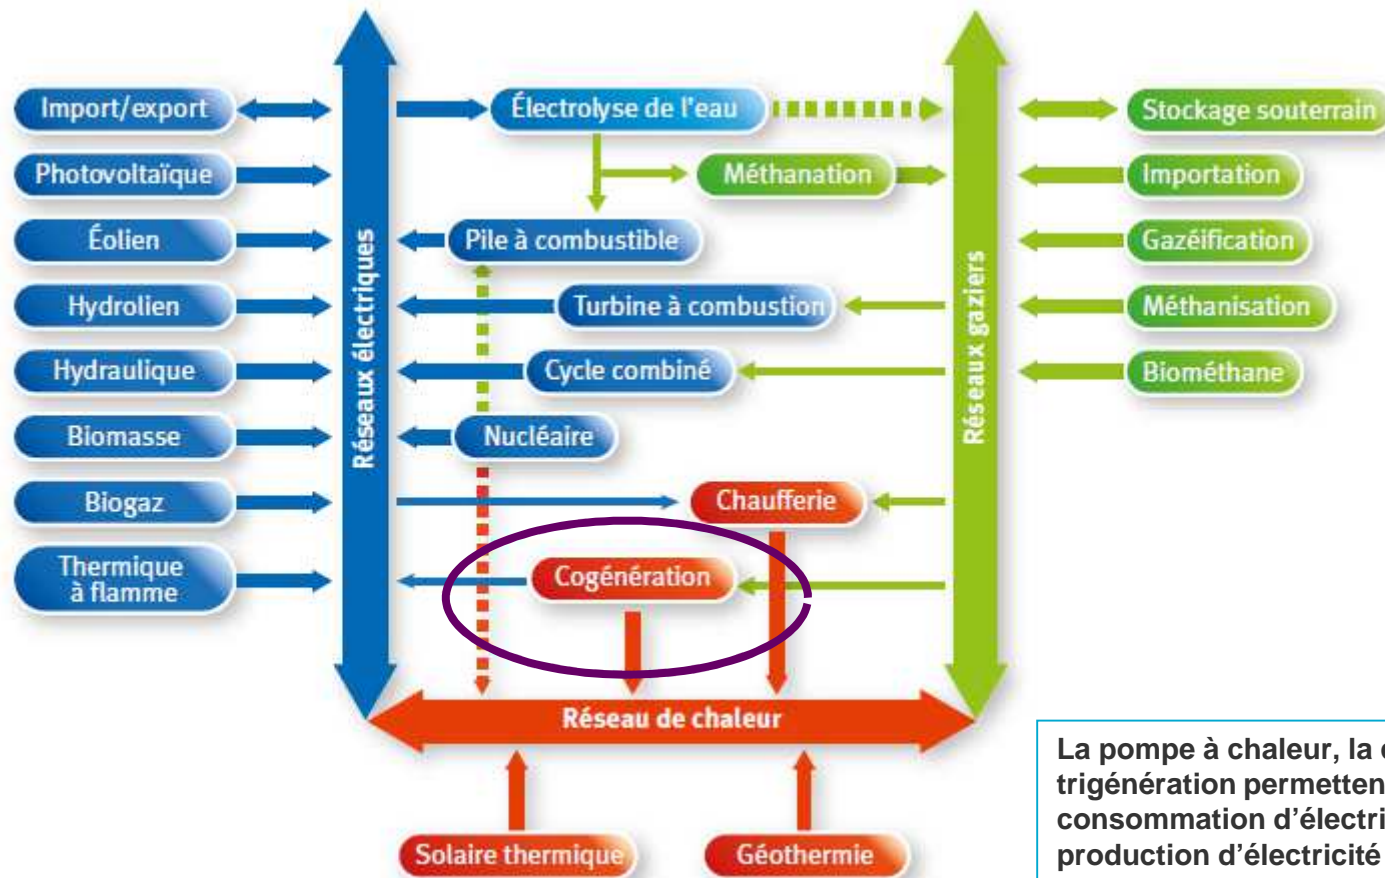 Import/export
Électrolyse de l'eau
Stockage souterrain
Photovoltaïque
Méthanation
Importation
Éolien
Pile à combustible
Gazéification
Hydrolien
Turbine à combustion
Méthanisation
Hydraulique
Cycle combiné
Biométhane
Biomasse
Nucléaire
Biogaz
Chaufferie
Thermique
à flamme
Cogénération
Réseaux électriques
Réseaux gaziers
Réseau de chaleur
Solaire thermique
Géothermie
La pompe à chaleur, la
trigénération
consommation
production d'électricité